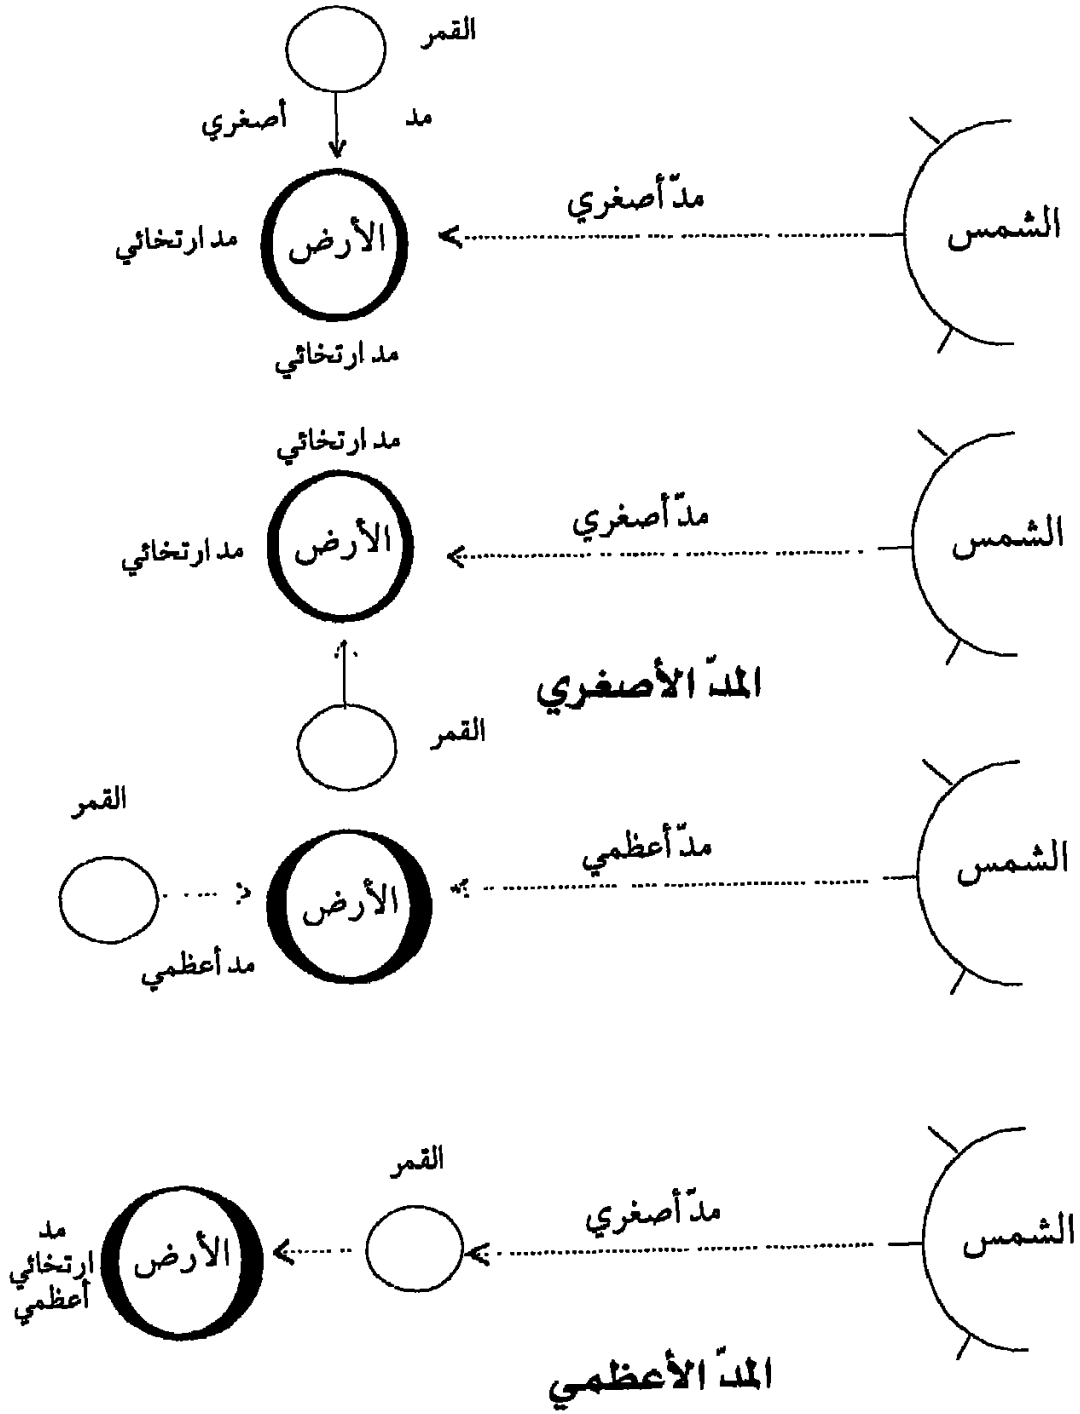 القمر
مد أصغري
مدّ أصغري
الشمس
الأرض
مد ارتخائي
مد ارتخائي
مد ارتخائي
مدّ أصغري
الشمس
الأرض
مد ارتخائي
المدّ الأصغري
القمر
القمر
مدّ أعظمي
الشمس
الأرض
مد أعظمي
القمر
مدّ أصغري
الشمس
الأرض
مد
ارتخائي
أعظمي
المدّ الأعظمي